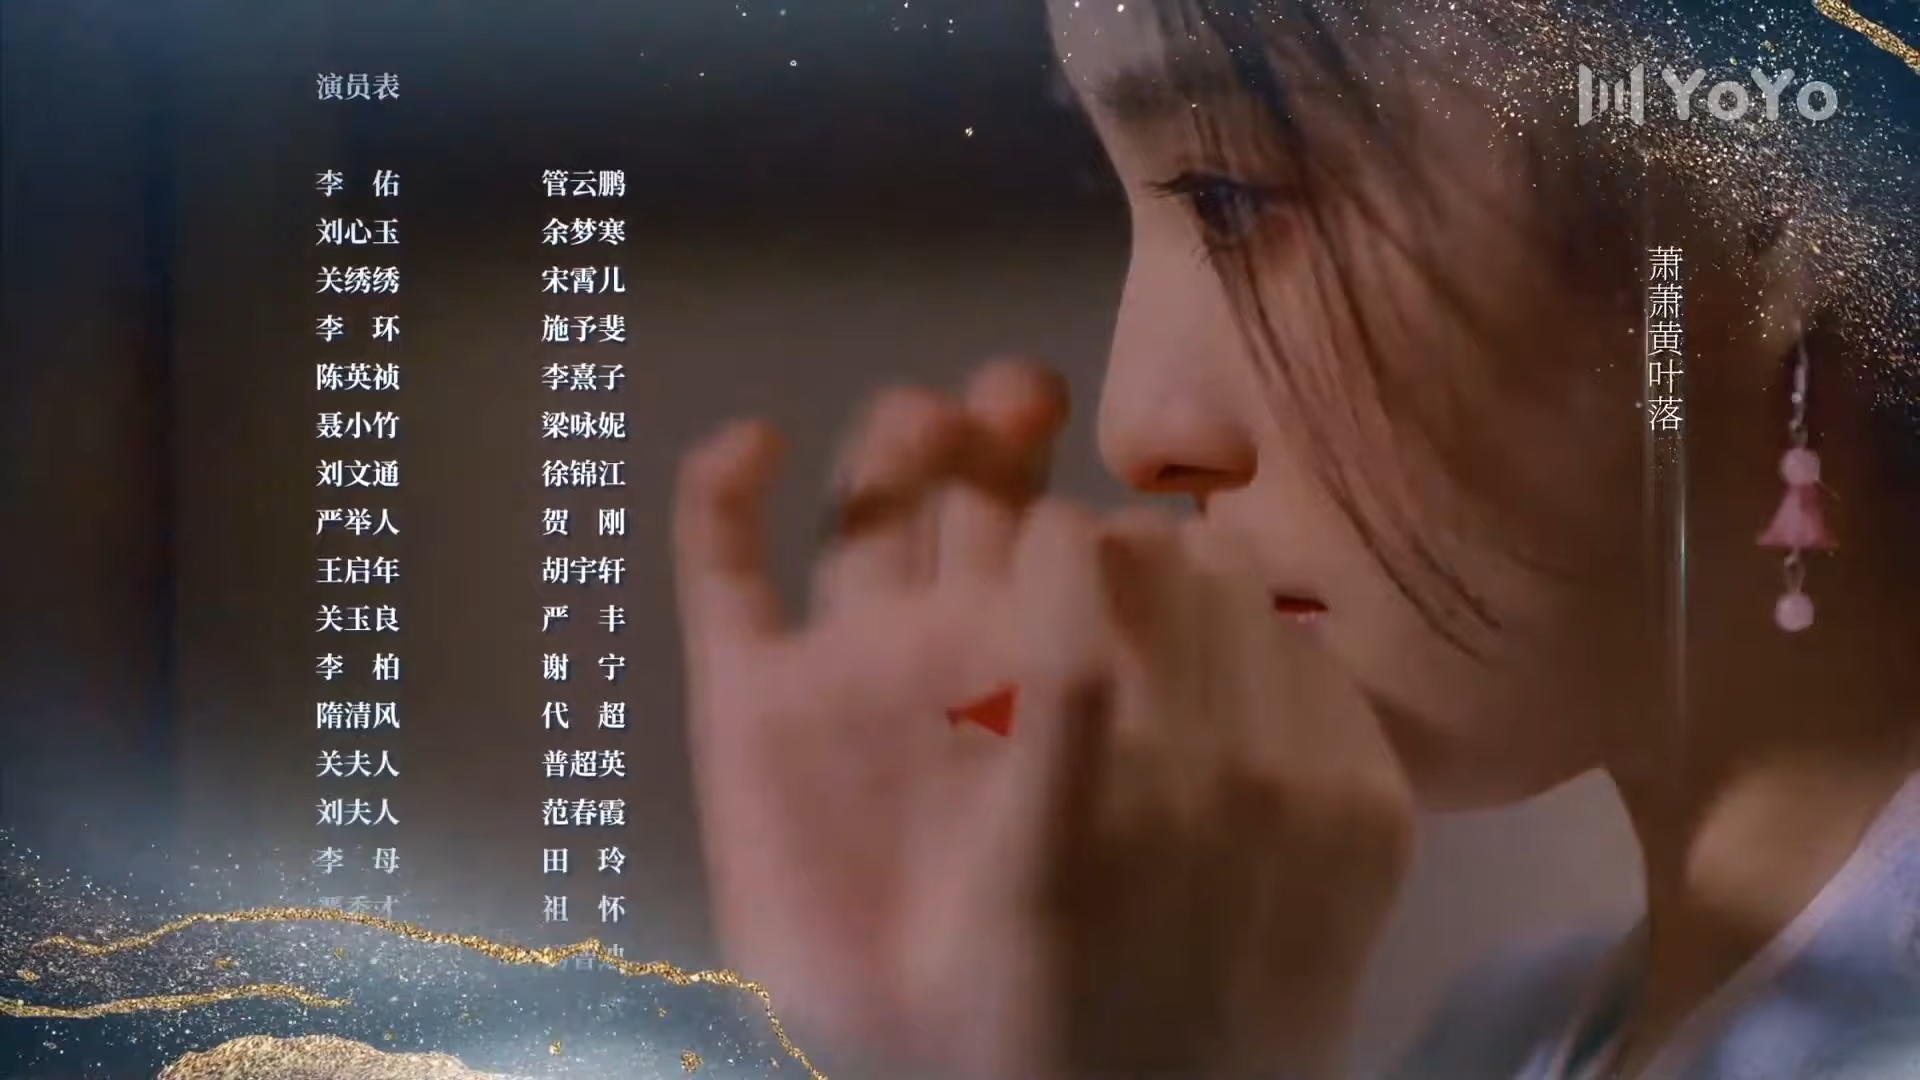 演员表
YoYo
李 佑 管云鹏
刘心玉 余梦寒
关绣绣 宋霄儿
李 环 施予斐
陈英祯 李熹子
聂小竹 梁咏妮
刘文通 徐锦江
严举人 贺 刚
王启年 胡宇轩
关玉良 严 丰
李 柏 谢 宁
隋清风 代 超
关夫人 普超英
刘夫人 范春霞
李 母 田 玲
严秀才 祖 怀
萧萧黄叶落